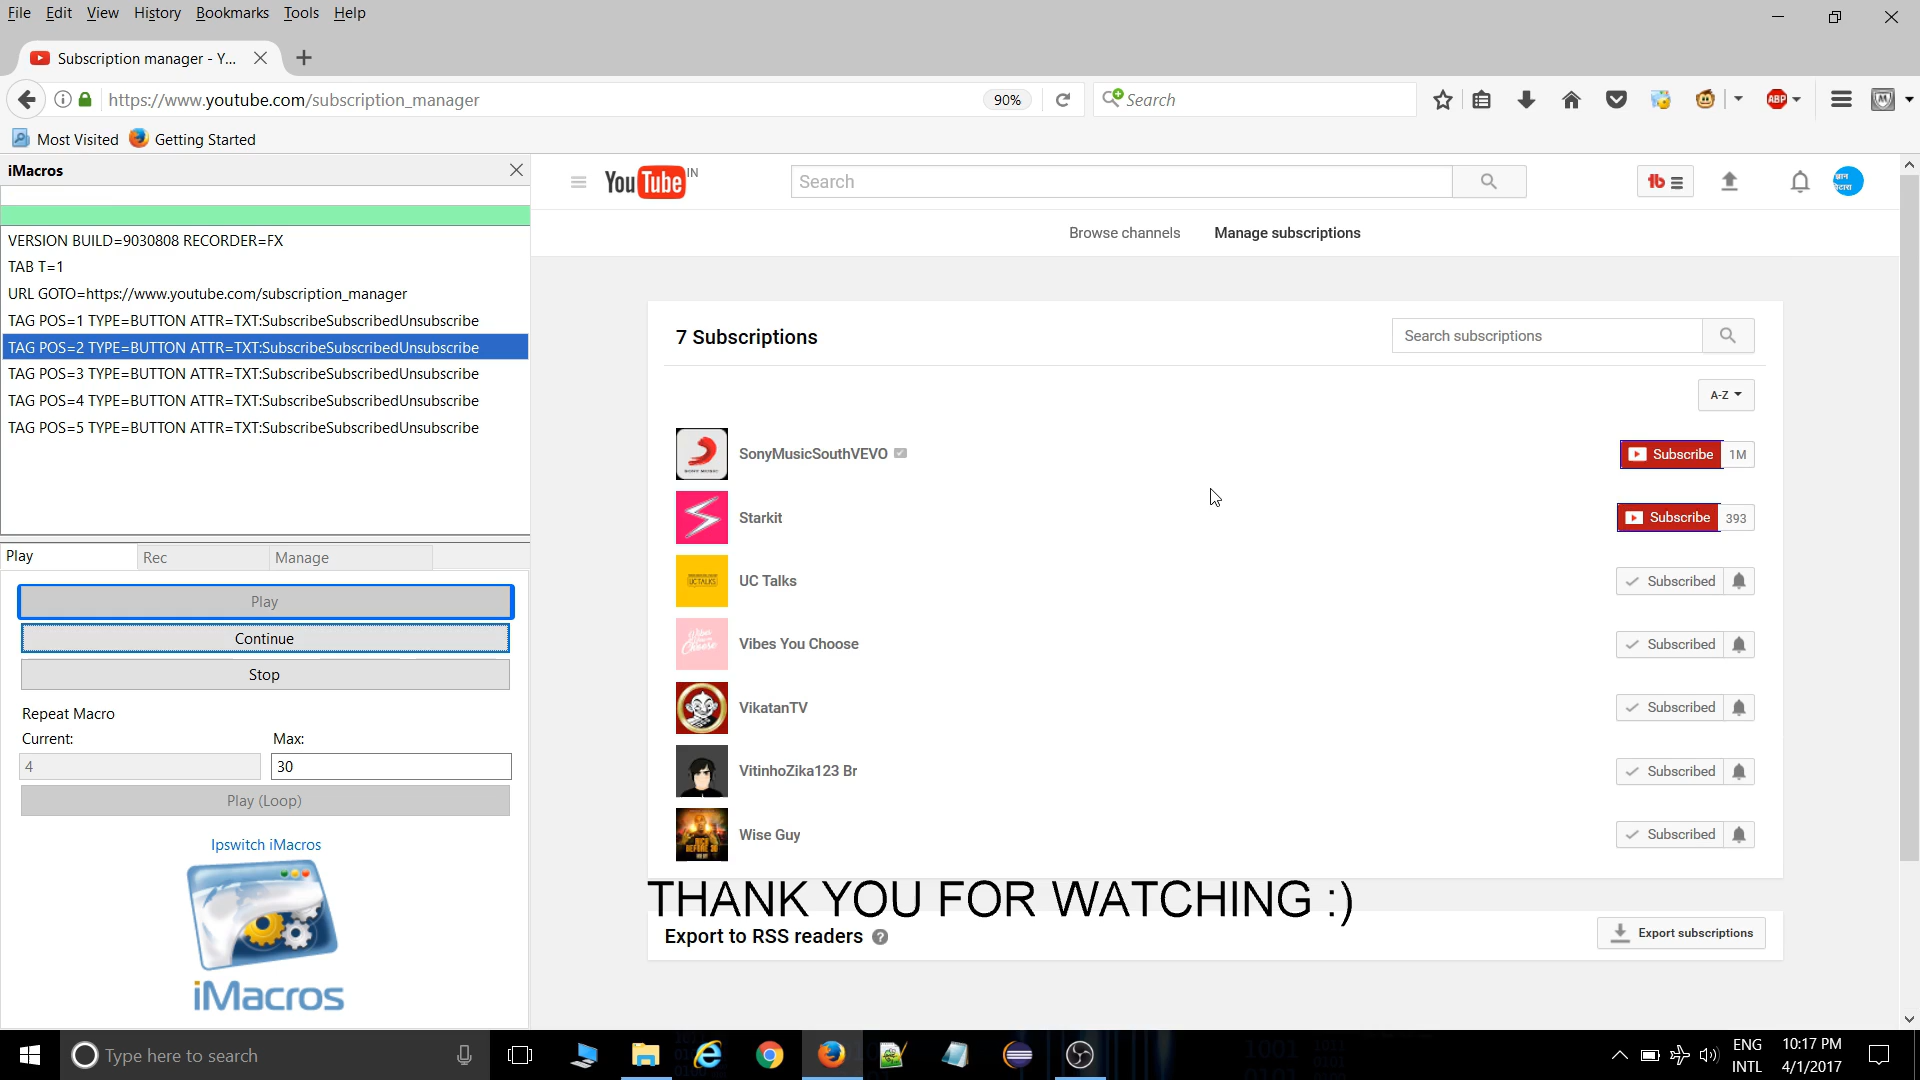 File Edit View History Bookmarks Tools Help
Subscription manager - Y...
https://www.youtube.com/subscription_manager 90% Search ABP
Most Visited Getting Started
iMacros
YouTube IN Search
Browse channels Manage subscriptions
VERSION BUILD=9030808 RECORDER=FX
TAB T=1
URL GOTO=https://www.youtube.com/subscription_manager
TAG POS=1 TYPE=BUTTON ATTR=TXT:SubscribeSubscribedUnsubscribe
TAG POS=2 TYPE=BUTTON ATTR=TXT:SubscribeSubscribedUnsubscribe
TAG POS=3 TYPE=BUTTON ATTR=TXT:SubscribeSubscribedUnsubscribe
TAG POS=4 TYPE=BUTTON ATTR=TXT:SubscribeSubscribedUnsubscribe
TAG POS=5 TYPE=BUTTON ATTR=TXT:SubscribeSubscribedUnsubscribe
Play Rec Manage
Play
Continue
Stop
Repeat Macro
Current: Max:
4 30
Play (Loop)
Ipswitch iMacros
iMacros
7 Subscriptions Search subscriptions
A-Z
SONY MUSIC SonyMusicSouthVEVO Subscribe 1M
Starkit Subscribe 393
UC TALKS UC Talks Subscribed
Vibes You Choose Subscribed
VikatanTV Subscribed
VitinhoZika123 Br Subscribed
Wise Guy Subscribed
THANK YOU FOR WATCHING :)
Export to RSS readers ? Export subscriptions
Type here to search
ENG 10:17 PM
INTL 4/1/2017